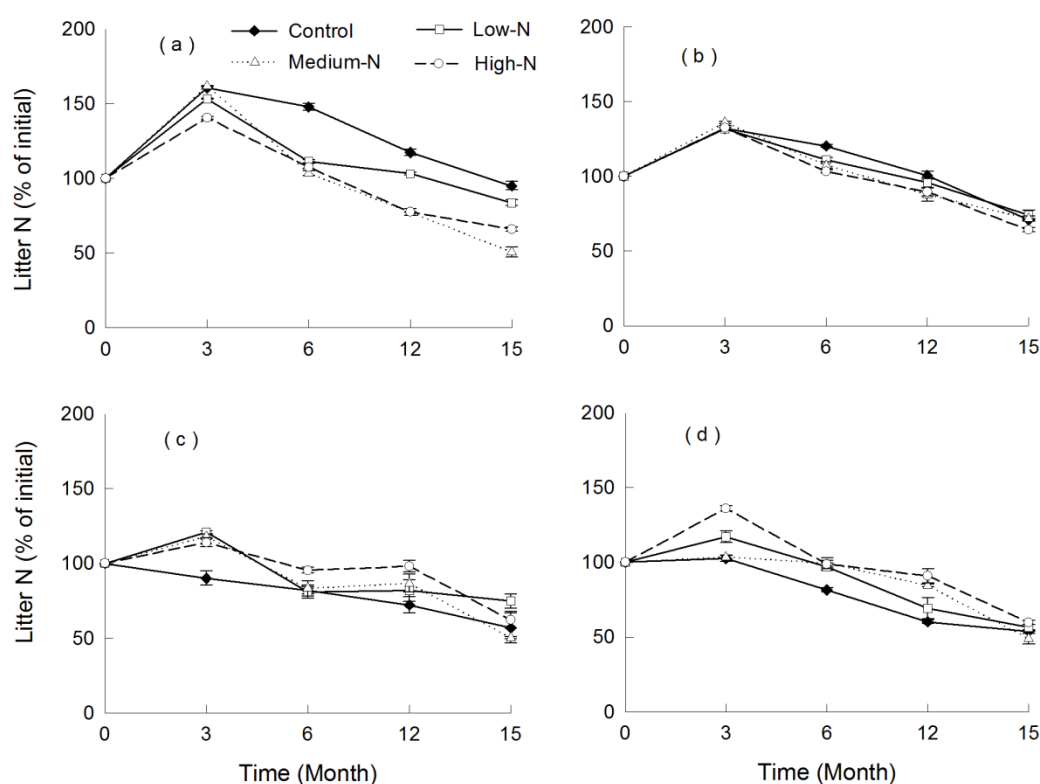 200
150
100
50
0
Litter N (% of initial)
( a )
Control
Low-N
Medium-N
High-N
0 3 6 12 15
200
150
100
50
0
( b )
0 3 6 12 15
200
150
100
50
0
Litter N (% of initial)
( c )
0 3 6 12 15
Time (Month)
200
150
100
50
0
( d )
0 3 6 12 15
Time (Month)